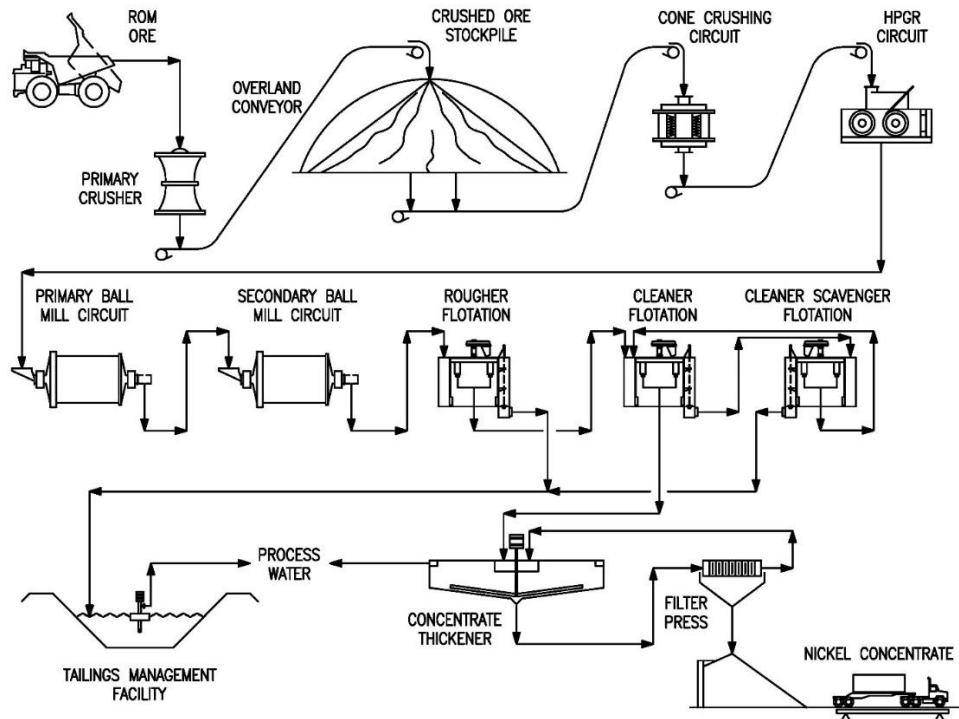 ROM
ORE
CRUSHED ORE
STOCKPILE
CONE CRUSHING
CIRCUIT
HPGR
CIRCUIT
OVERLAND
CONVEYOR
PRIMARY
CRUSHER
PRIMARY BALL
MILL CIRCUIT
SECONDARY BALL
MILL CIRCUIT
ROUGHER
FLOTATION
CLEANER
FLOTATION
CLEANER SCAVENGER
FLOTATION
PROCESS
WATER
CONCENTRATE
THICKENER
FILTER
PRESS
TAILINGS MANAGEMENT
FACILITY
NICKEL CONCENTRATE